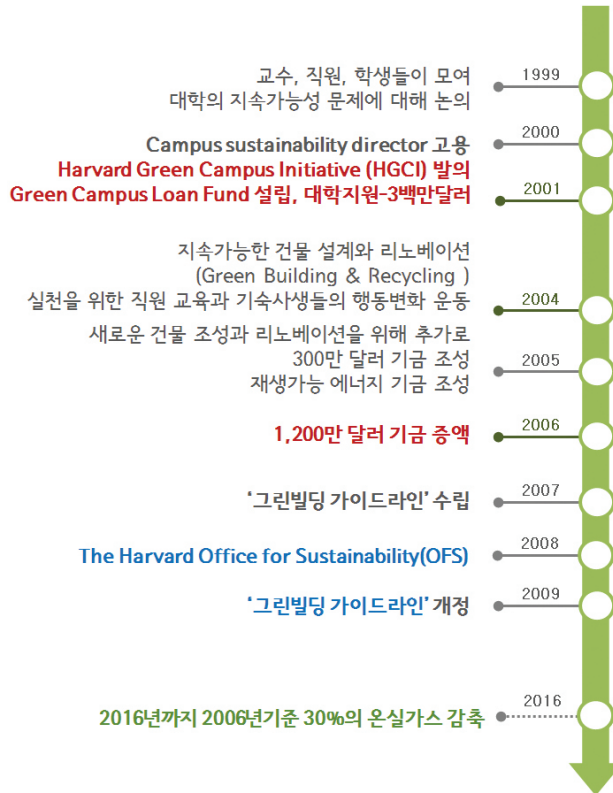 교수, 직원, 학생들이 모여
대학의 지속가능성 문제에 대해 논의
1999
Campus sustainability director 고용
2000
Harvard Green Campus Initiative (HGCI) 발의
Green Campus Loan Fund 설립, 대학지원-3백만달러
2001
지속가능한 건물 설계와 리노베이션
(Green Building & Recycling )
실천을 위한 직원 교육과 기숙사생들의 행동변화 운동
2004
새로운 건물 조성과 리노베이션을 위해 추가로
300만 달러 기금 조성
재생가능 에너지 기금 조성
2005
1,200만 달러 기금 증액
2006
‘그린빌딩 가이드라인’ 수립
2007
The Harvard Office for Sustainability(OFS)
2008
‘그린빌딩 가이드라인’ 개정
2009
2016년까지 2006년기준 30%의 온실가스 감축
2016